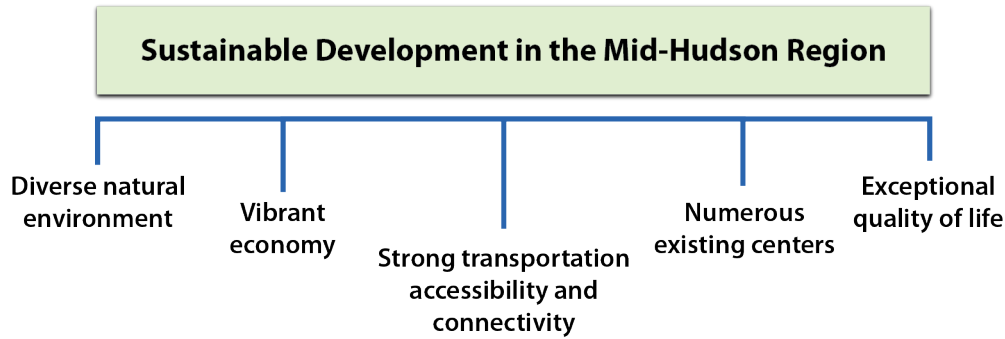 Sustainable Development in the Mid-Hudson Region
Diverse natural
environment
Vibrant
economy
Strong transportation
accessibility and
connectivity
Numerous
existing centers
Exceptional
quality of life